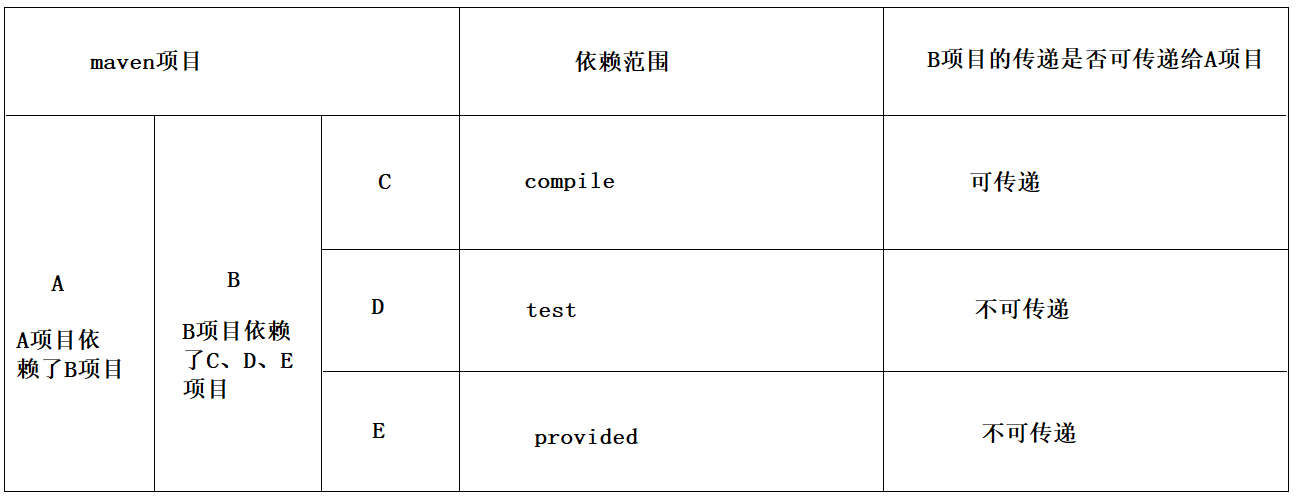 maven项目
依赖范围
B项目的传递是否可传递给A项目
A
A项目依
赖了B项目
B
B项目依赖
了C、D、E
项目
C
compile
可传递
D
test
不可传递
E
provided
不可传递